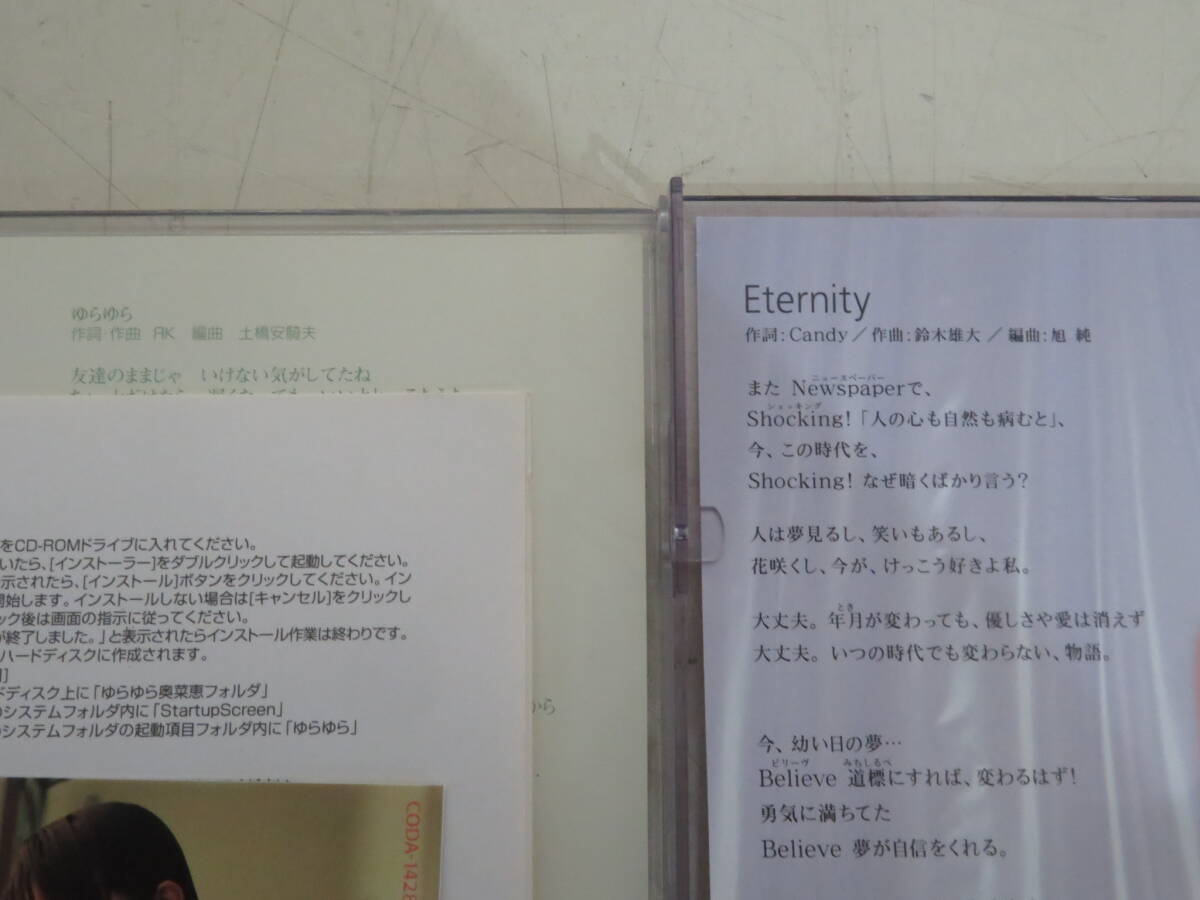 ゆらゆら
作詞・作曲 RK 編曲 土橋安騎夫
友達のままじゃ いけない気がしてたね
をCD-ROMドライブに入れてください。
いたら、[インストーラー]をダブルクリックして起動してください。
示されたら、[インストール]ボタンをクリックしてください。イン
開始します。インストールしない場合は[キャンセル]をクリックし
ック後は画面の指示に従ってください。
が終了しました。」と表示されたらインストール作業は終わりです。
ハードディスクに作成されます。
ドディスク上に「ゆらゆら奥菜恵フォルダ」
のシステムフォルダ内に「StartupScreen」
のシステムフォルダの起動項目フォルダ内に「ゆらゆら」
から
CODA-1428
Eternity
作詞:Candy/作曲:鈴木雄大/編曲:旭 純
ニュースペーパー
また Newspaperで、
ショッキング
Shocking!「人の心も自然も病むと」、
今、この時代を、
Shocking! なぜ暗くばかり言う?
人は夢見るし、笑いもあるし、
花咲くし、今が、けっこう好きよ私。
とき
大丈夫。年月が変わっても、優しさや愛は消えず
大丈夫。いつの時代でも変わらない、物語。
今、幼い日の夢…
ビリーヴ みちしるべ
Believe 道標にすれば、変わるはず!
勇気に満ちてた
Believe 夢が自信をくれる。